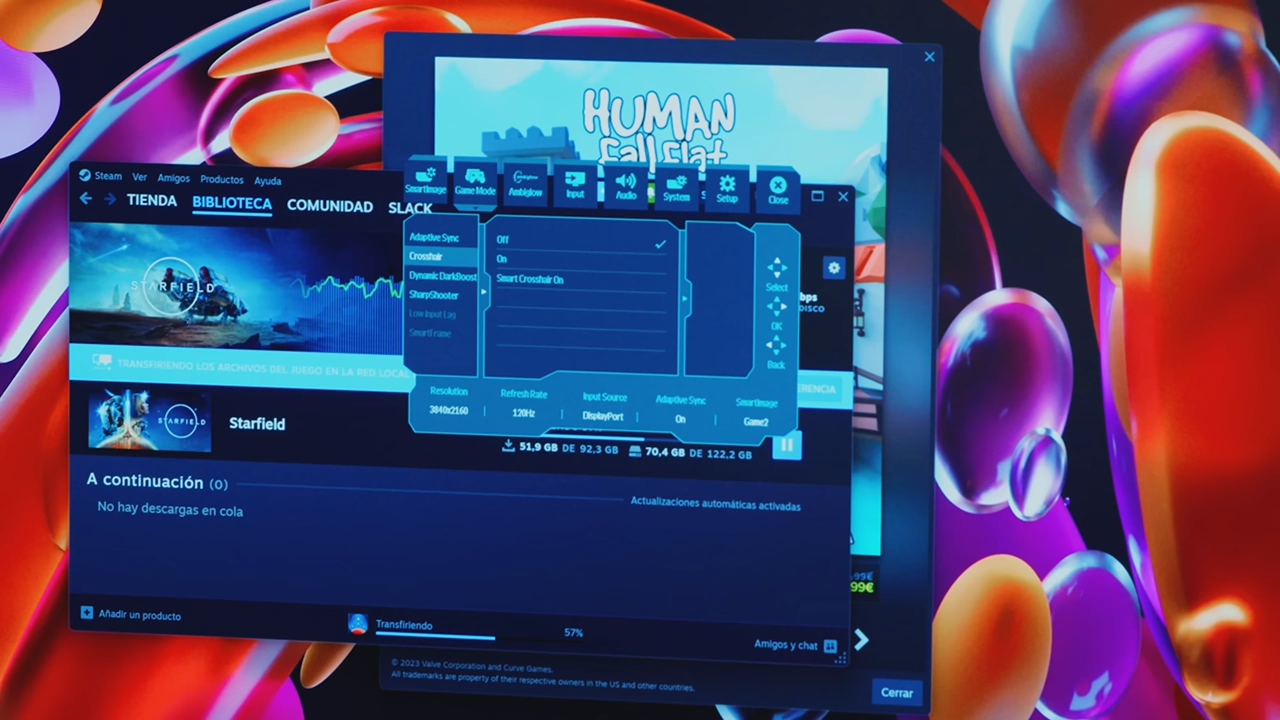 HUMAN
fall flat
Steam Ver Amigos Productos Ayuda
TIENDA BIBLIOTECA COMUNIDAD SLACK
SmartImage Game Mode Ambiglow Input Audio System Setup Close
Adaptive Sync
Crosshair
Dynamic DarkBoost
SharpShooter
Low Input Lag
SmartFrame
Off
On
Smart Crosshair On
Select
OK
Back
Resolution Refresh Rate Input Source Adaptive Sync SmartImage
3840x2160 120Hz DisplayPort On Game2
STARFIELD
bps
DISCO
TRANSFIRIENDO LOS ARCHIVOS DEL JUEGO EN LA RED LOCAL
RENCIA
STARFIELD
Starfield
51,9 GB DE 92,3 GB 70,4 GB DE 122,2 GB
A continuación (0)
Actualizaciones automáticas activadas
No hay descargas en cola
,99€
99€
Añadir un producto
Transfiriendo 57%
Amigos y chat
© 2023 Valve Corporation and Curve Games.
All trademarks are property of their respective owners in the US and other countries.
Cerrar